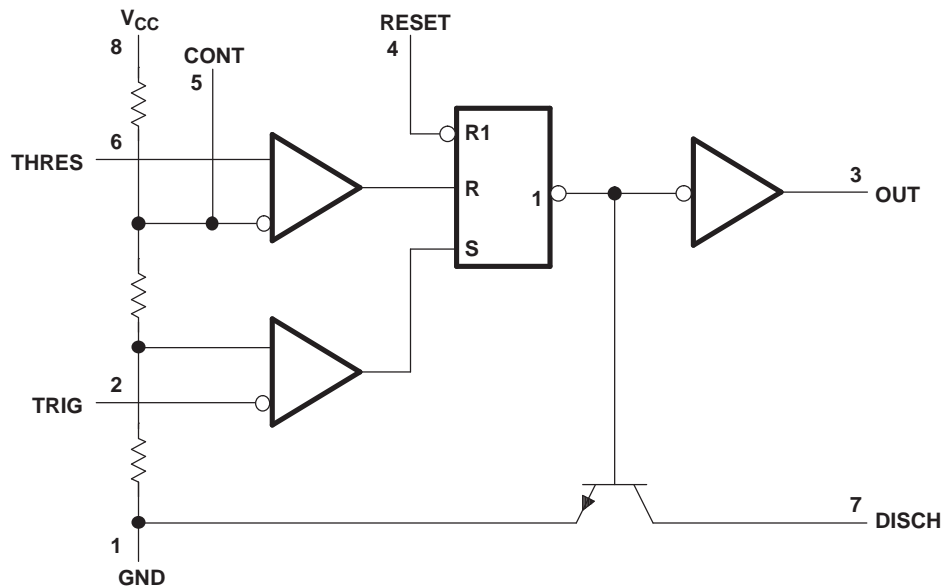 VCC
8
RESET
4
CONT
5
6
THRES
R1
R
1
S
3
OUT
2
TRIG
7
DISCH
1
GND